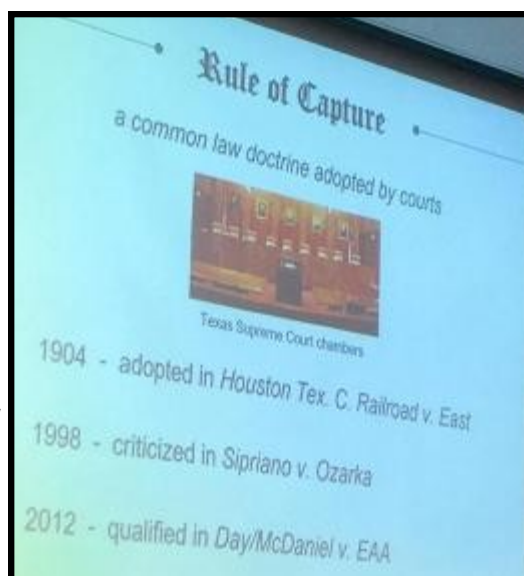 Rule of Capture
a common law doctrine adopted by courts
Texas Supreme Court chambers
1904 - adopted in Houston Tex. C. Railroad v. East
1998 - criticized in Sipriano v. Ozarka
2012 - qualified in Day/McDaniel v. EAA